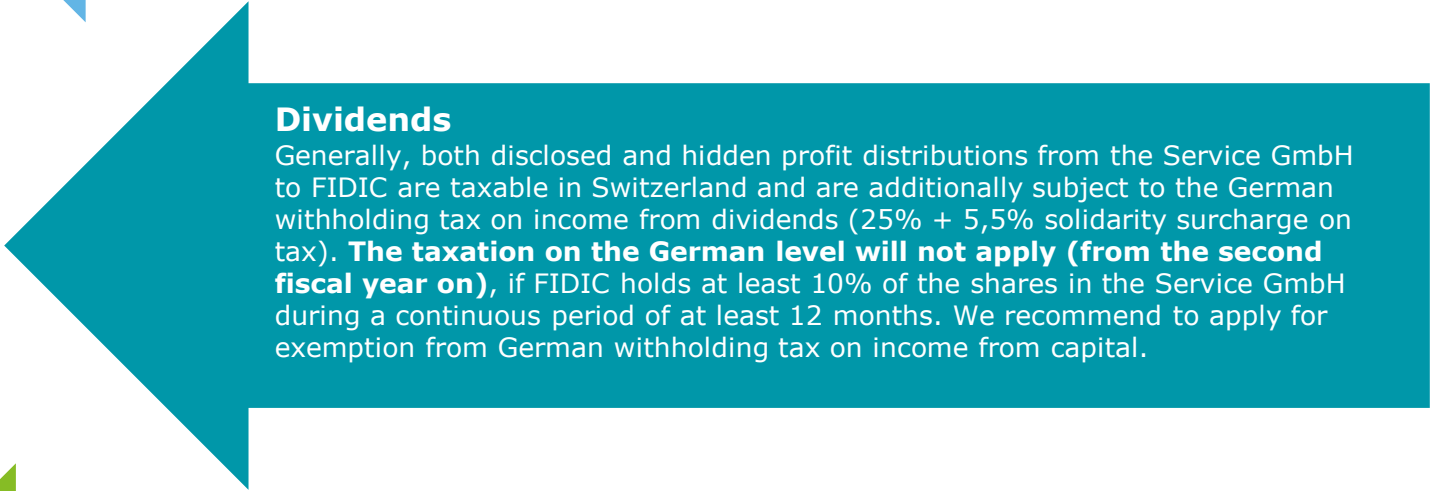 Dividends
Generally, both disclosed and hidden profit distributions from the Service GmbH
to FIDIC are taxable in Switzerland and are additionally subject to the German
withholding tax on income from dividends (25% + 5,5% solidarity surcharge on
tax). The taxation on the German level will not apply (from the second
fiscal year on), if FIDIC holds at least 10% of the shares in the Service GmbH
during a continuous period of at least 12 months. We recommend to apply for
exemption from German withholding tax on income from capital.